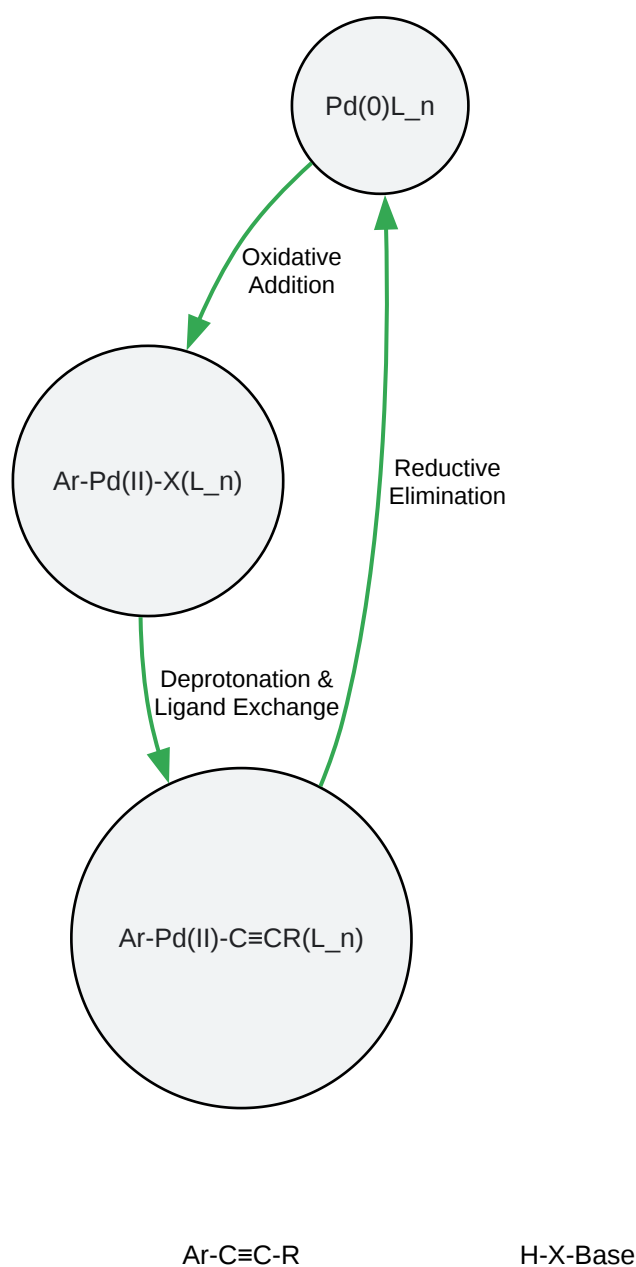 Pd(0)L_n
Oxidative
Addition
Ar-Pd(II)-X(L_n)
Reductive
Elimination
Deprotonation &
Ligand Exchange
Ar-Pd(II)-C≡CR(L_n)
Ar-C≡C-R
H-X-Base